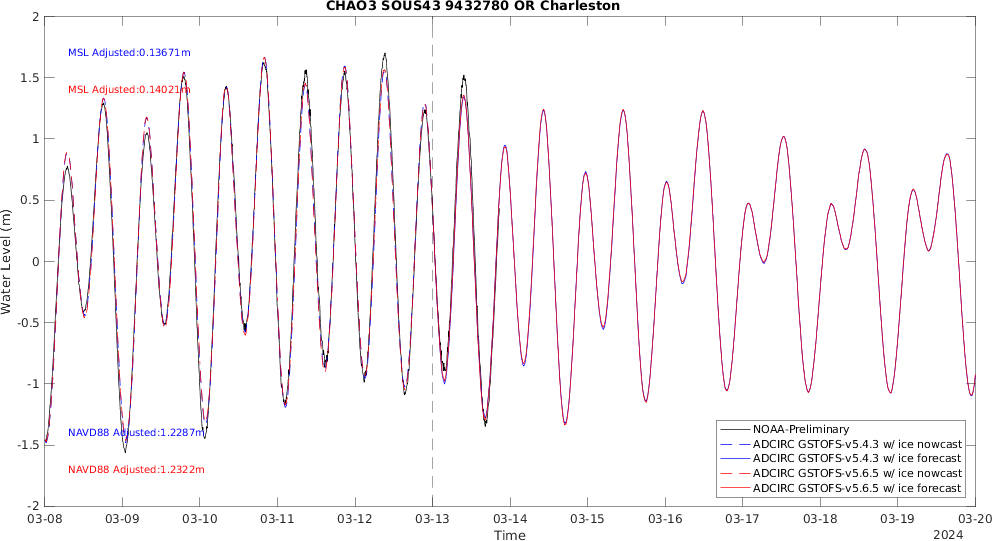 CHAO3 SOUS43 9432780 OR Charleston
2
1.5
1
0.5
0
-0.5
-1
-1.5
-2
Water Level (m)
MSL Adjusted:0.13671m
MSL Adjusted:0.14021m
NAVD88 Adjusted:1.2287m
NAVD88 Adjusted:1.2322m
NOAA-Preliminary
ADCIRC GSTOFS-v5.4.3 w/ ice nowcast
ADCIRC GSTOFS-v5.4.3 w/ ice forecast
ADCIRC GSTOFS-v5.6.5 w/ ice nowcast
ADCIRC GSTOFS-v5.6.5 w/ ice forecast
03-08 03-09 03-10 03-11 03-12 03-13 03-14 03-15 03-16 03-17 03-18 03-19 03-20
Time
2024